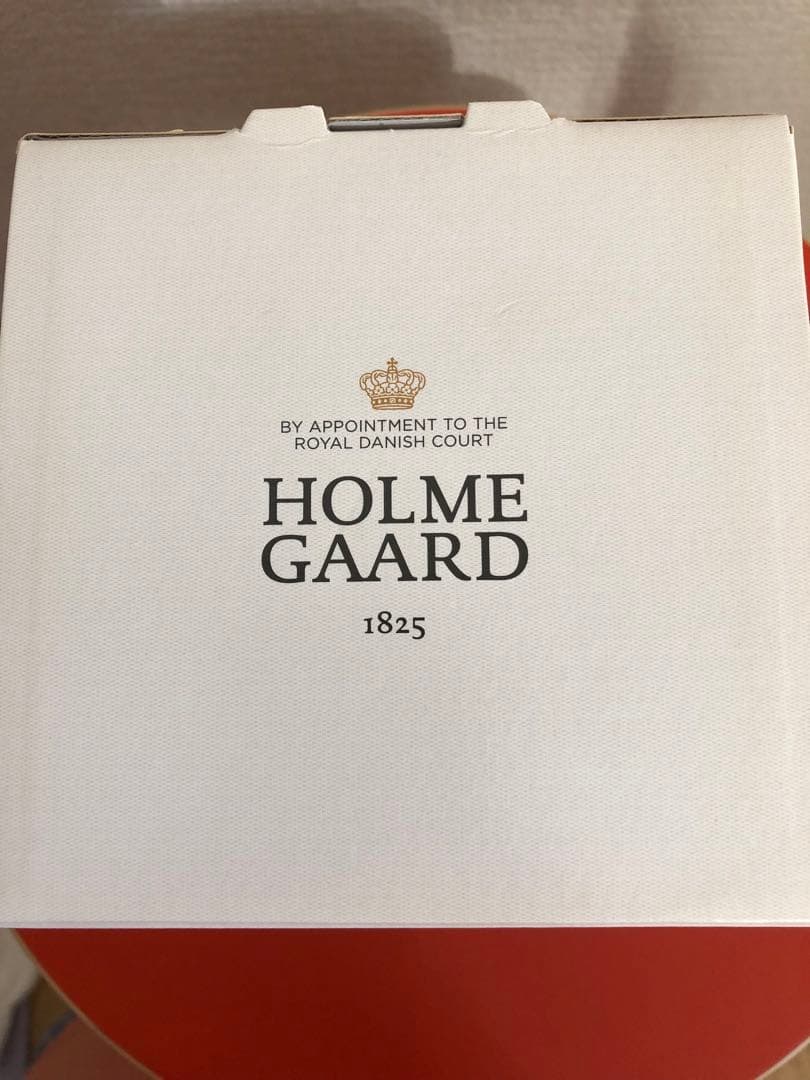 BY APPOINTMENT TO THE
ROYAL DANISH COURT
HOLME
GAARD
1825